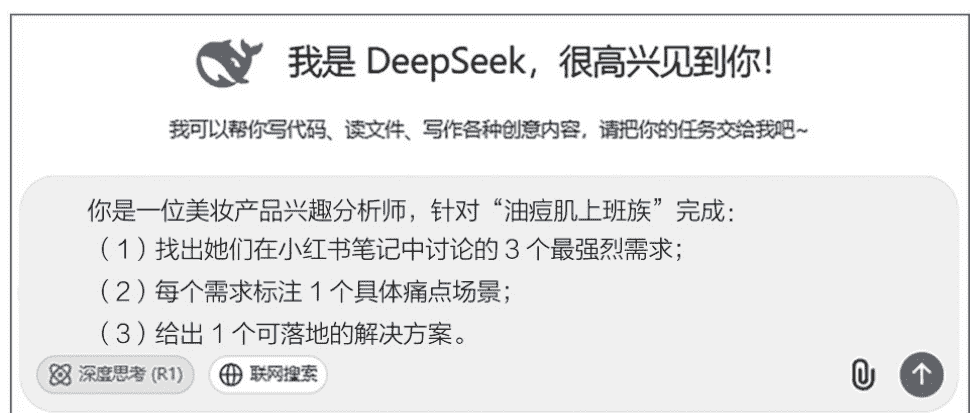 我是 DeepSeek，很高兴见到你！
我可以帮你写代码、读文件、写作各种创意内容，请把你的任务交给我吧~
你是一位美妆产品兴趣分析师，针对“油痘肌上班族”完成：
（1）找出她们在小红书笔记中讨论的 3 个最强烈需求；
（2）每个需求标注 1 个具体痛点场景；
（3）给出 1 个可落地的解决方案。
深度思考 (R1) 联网搜索